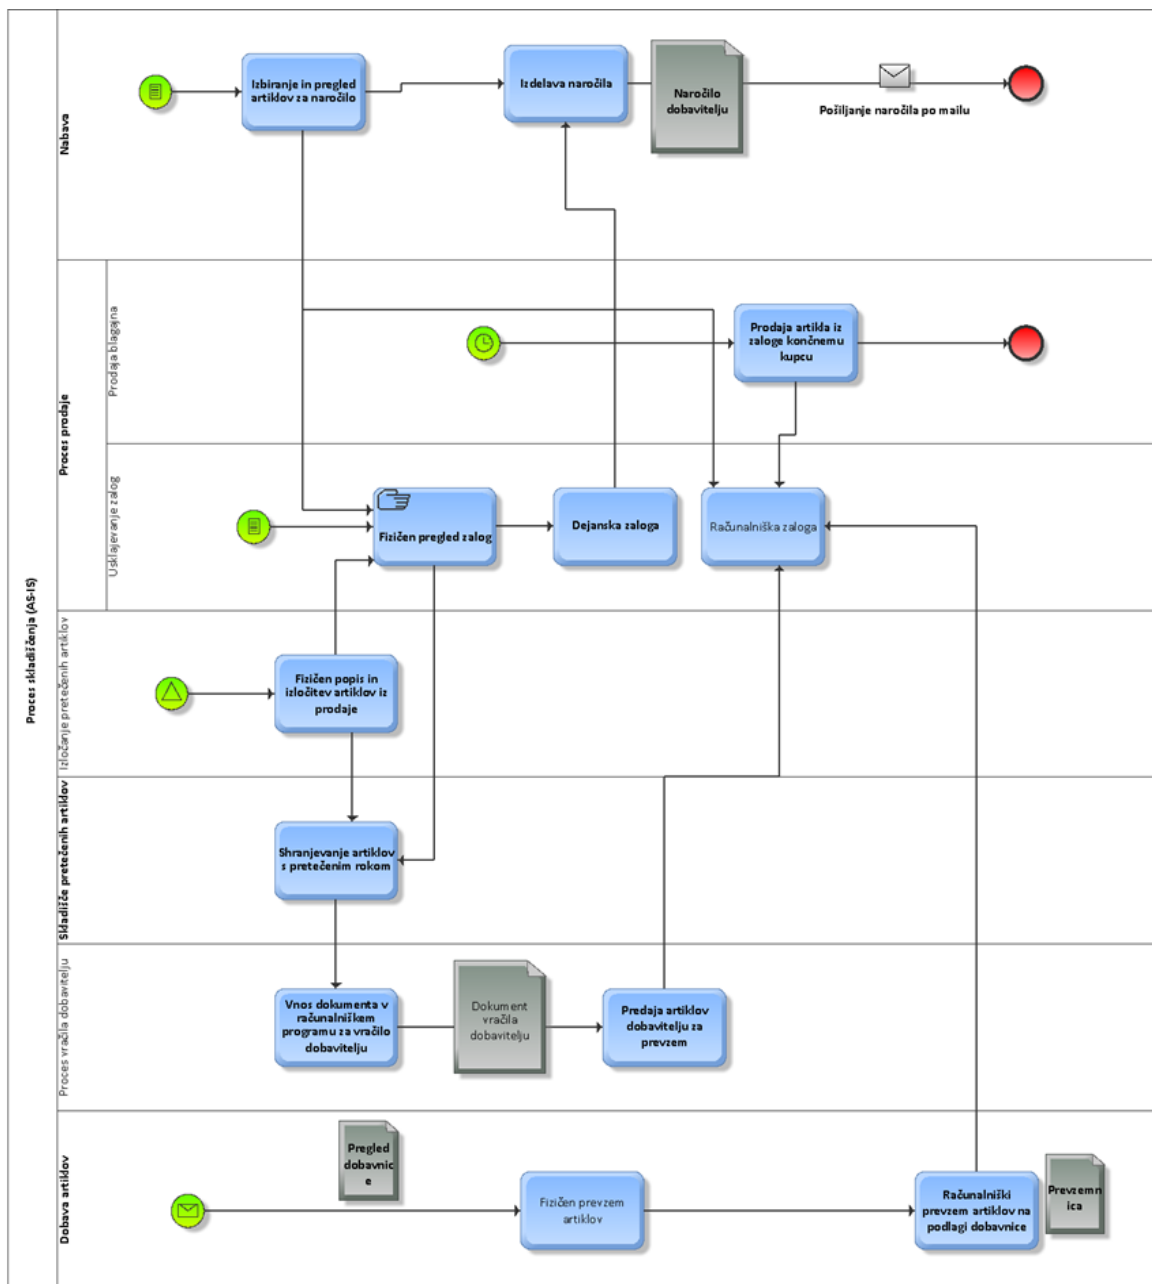 Proces skladiščenja (AS-IS)
Nabava
Izbiranje in pregled
artiklov za naročilo
Izdelava naročila
Naročilo
dobavitelju
Pošiljanje naročila po mailu
Proces prodaje
Prodaja blagajna
Prodaja artikla iz
zaloge končnemu
kupcu
Usklajevanje zalog
Fizičen pregled zalog
Dejanska zaloga
Računalniška zaloga
Izločanje pretečenih artiklov
Fizičen popis in
izločitev artiklov iz
prodaje
Skladišče pretečenih artiklov
Shranjevanje artiklov
s pretečenim rokom
Proces vračila dobavitelju
Vnos dokumenta v
računalniškem
programu za vračilo
dobavitelju
Dokument
vračila
dobavitelju
Predaja artiklov
dobavitelju za
prevzem
Dobava artiklov
Pregled
dobavnic
e
Fizičen prevzem
artiklov
Računalniški
prevzem artiklov na
podlagi dobavnice
Prevzemn
ica